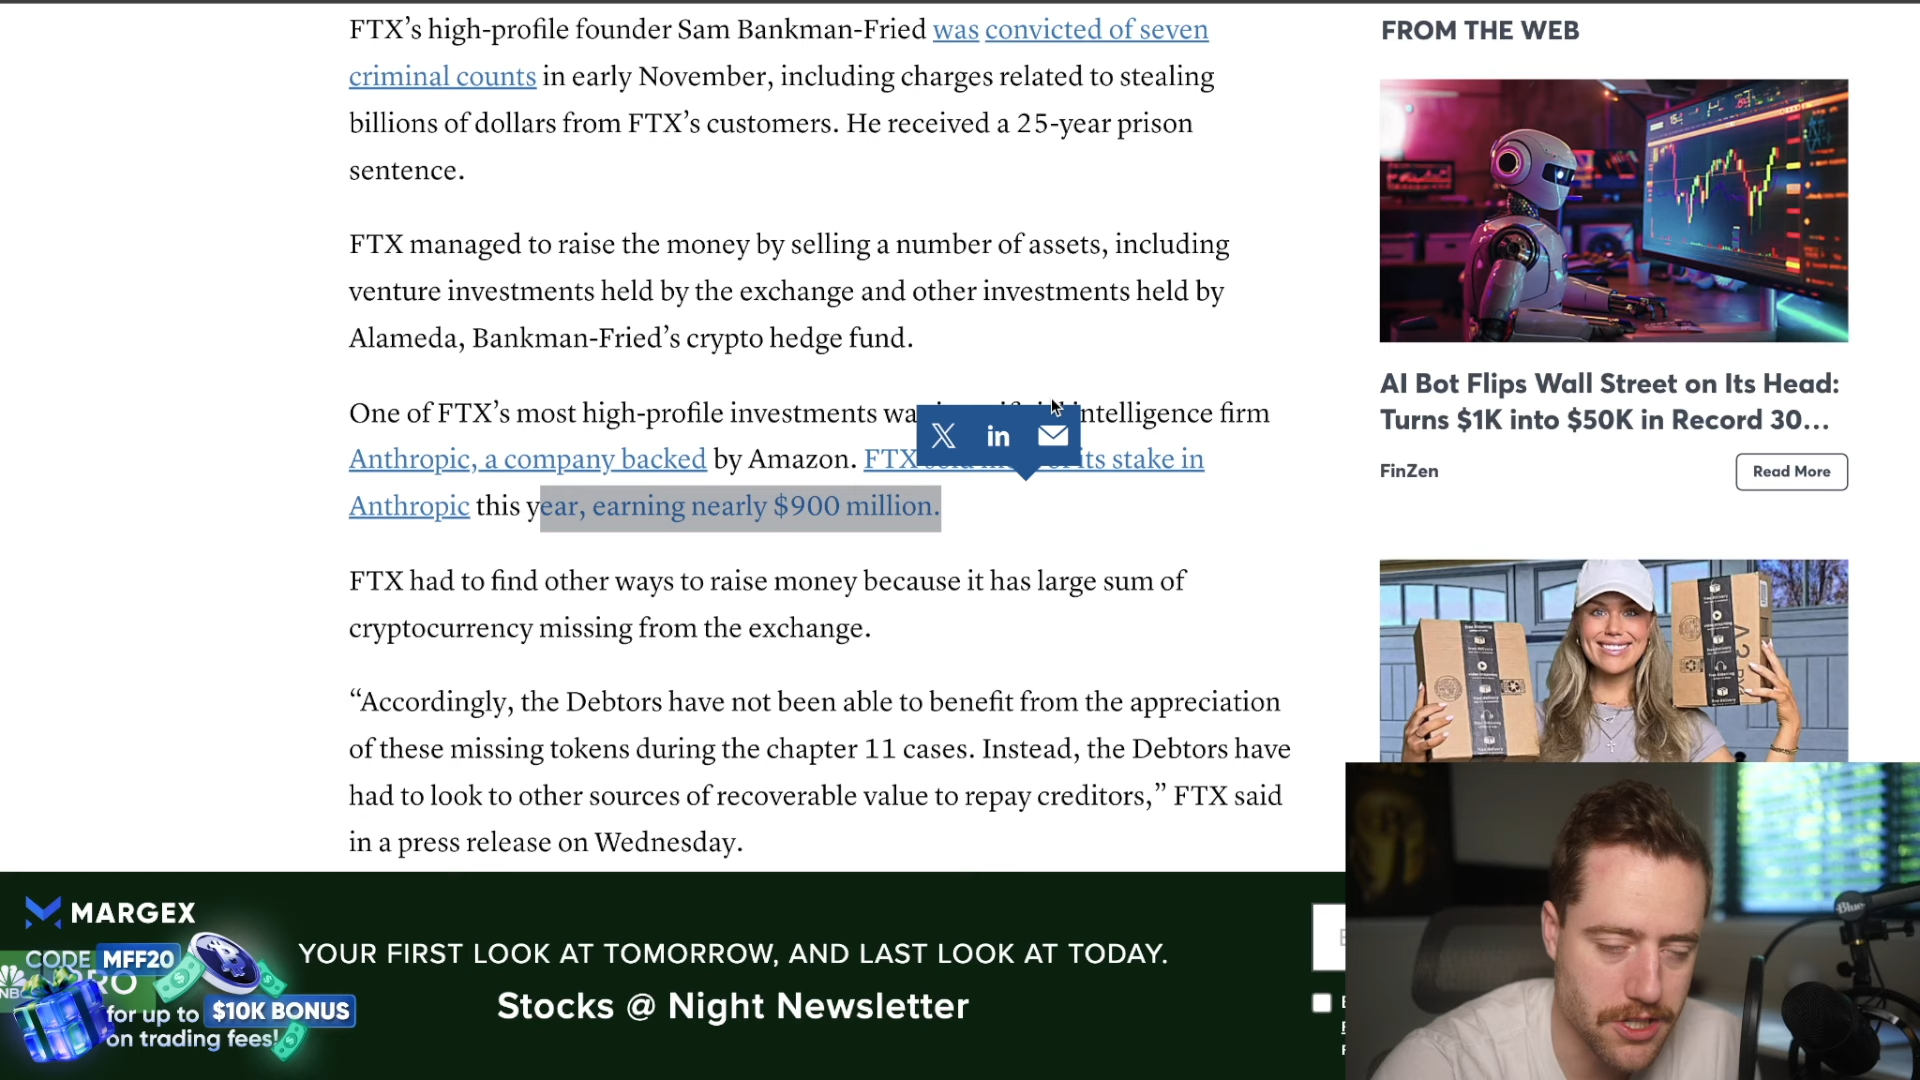 FTX’s high-profile founder Sam Bankman-Fried was convicted of seven
criminal counts in early November, including charges related to stealing
billions of dollars from FTX’s customers. He received a 25-year prison
sentence.
FTX managed to raise the money by selling a number of assets, including
venture investments held by the exchange and other investments held by
Alameda, Bankman-Fried’s crypto hedge fund.
One of FTX’s most high-profile investments intelligence firm
Anthropic, a company backed by Amazon. FTX its stake in
Anthropic this year, earning nearly $900 million.
FTX had to find other ways to raise money because it has large sum of
cryptocurrency missing from the exchange.
“Accordingly, the Debtors have not been able to benefit from the appreciation
of these missing tokens during the chapter 11 cases. Instead, the Debtors have
had to look to other sources of recoverable value to repay creditors,” FTX said
in a press release on Wednesday.
FROM THE WEB
AI Bot Flips Wall Street on Its Head:
Turns $1K into $50K in Record 30...
FinZen
Read More
MARGEX
CODE MFF20
for up to $10K BONUS
on trading fees!
YOUR FIRST LOOK AT TOMORROW, AND LAST LOOK AT TODAY.
Stocks @ Night Newsletter
Blue